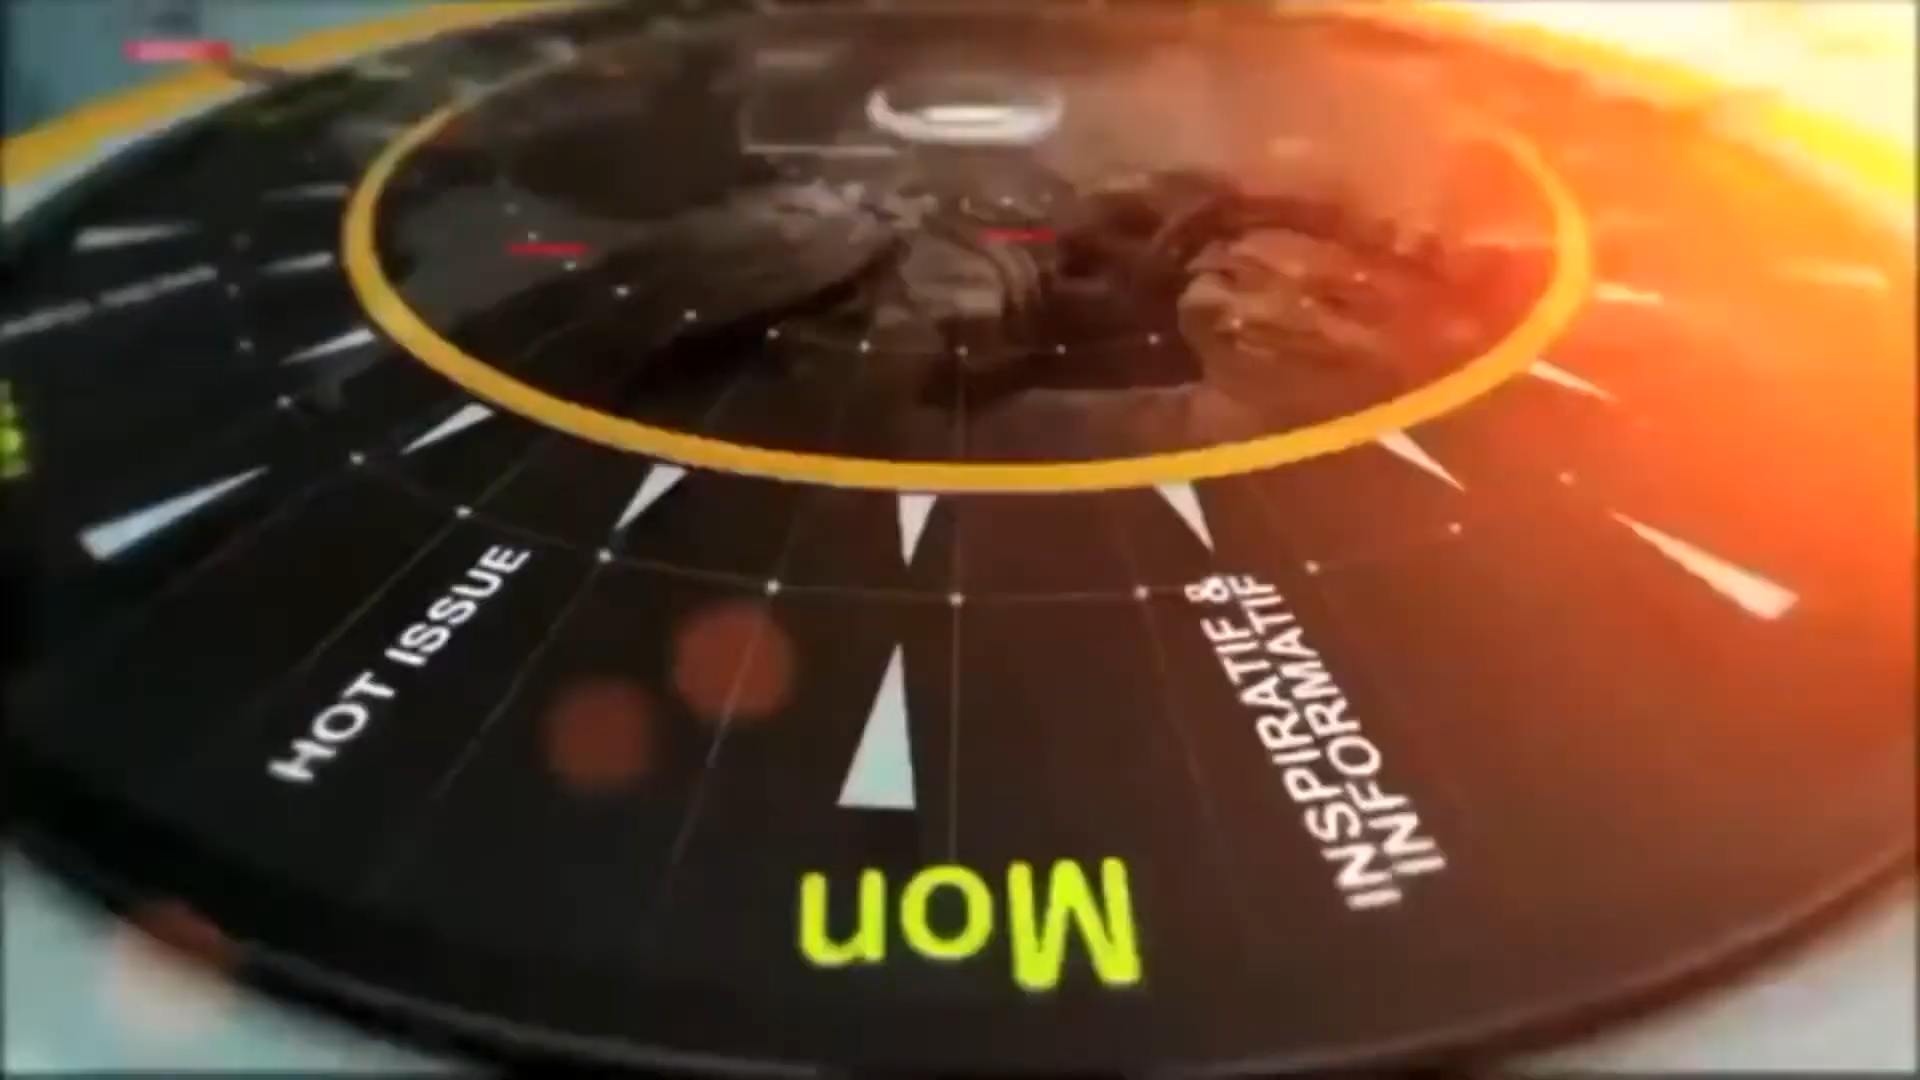 HOT ISSUE
INSPIRATIF &
INFORMATIF
Mon